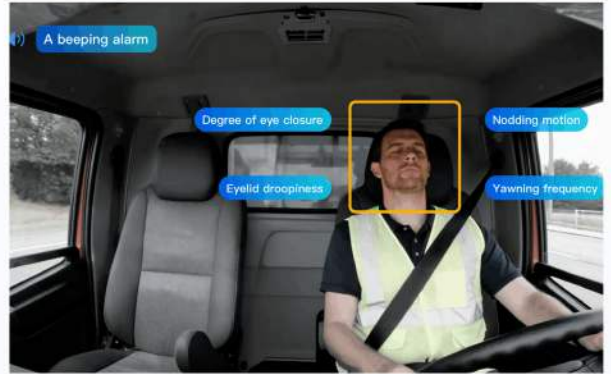 A beeping alarm
Degree of eye closure
Nodding motion
Eyelid droopiness
Yawning frequency